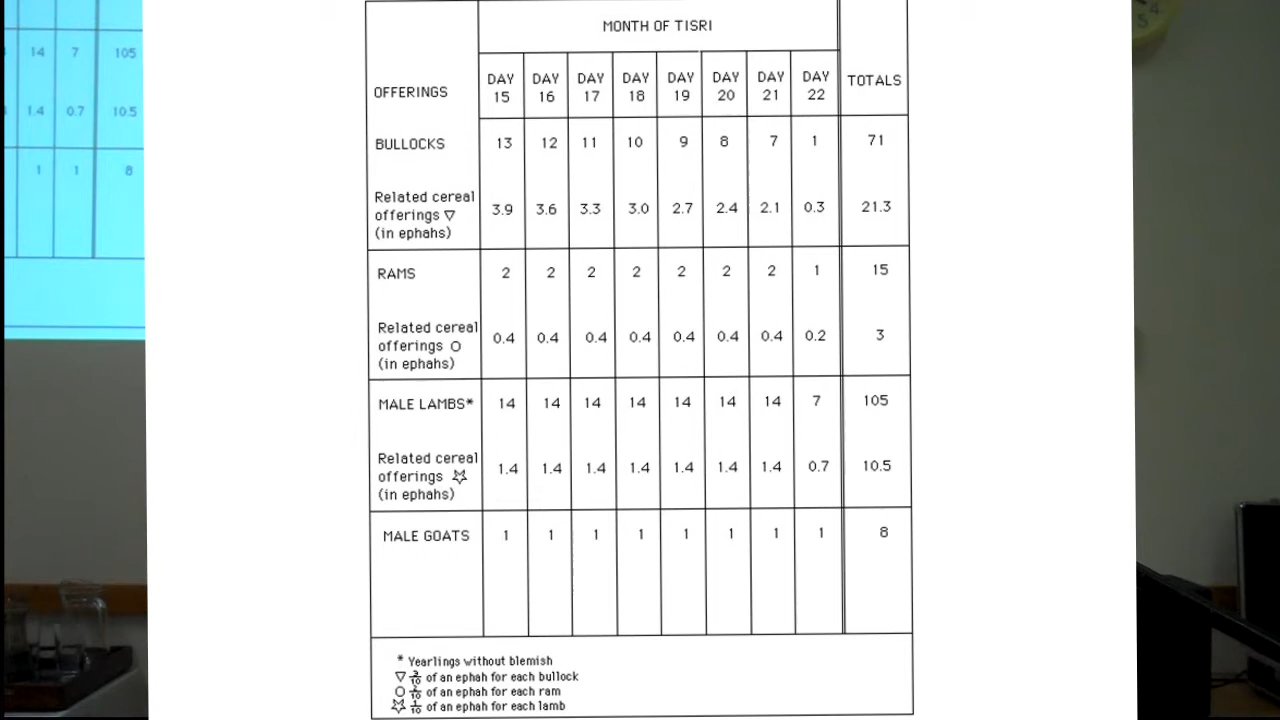 MONTH OF TISRI
OFFERINGS DAY 15 DAY 16 DAY 17 DAY 18 DAY 19 DAY 20 DAY 21 DAY 22 TOTALS
BULLOCKS 13 12 11 10 9 8 7 1 71
Related cereal
offerings ▽ 3.9 3.6 3.3 3.0 2.7 2.4 2.1 0.3 21.3
(in ephahs)
RAMS 2 2 2 2 2 2 2 1 15
Related cereal
offerings ○ 0.4 0.4 0.4 0.4 0.4 0.4 0.4 0.2 3
(in ephahs)
MALE LAMBS* 14 14 14 14 14 14 14 7 105
Related cereal
offerings ☆ 1.4 1.4 1.4 1.4 1.4 1.4 1.4 0.7 10.5
(in ephahs)
MALE GOATS 1 1 1 1 1 1 1 1 8
* Yearlings without blemish
▽ 3/10 of an ephah for each bullock
○ 2/10 of an ephah for each ram
☆ 1/10 of an ephah for each lamb
14 7 105
1.4 0.7 10.5
1 1 8
5